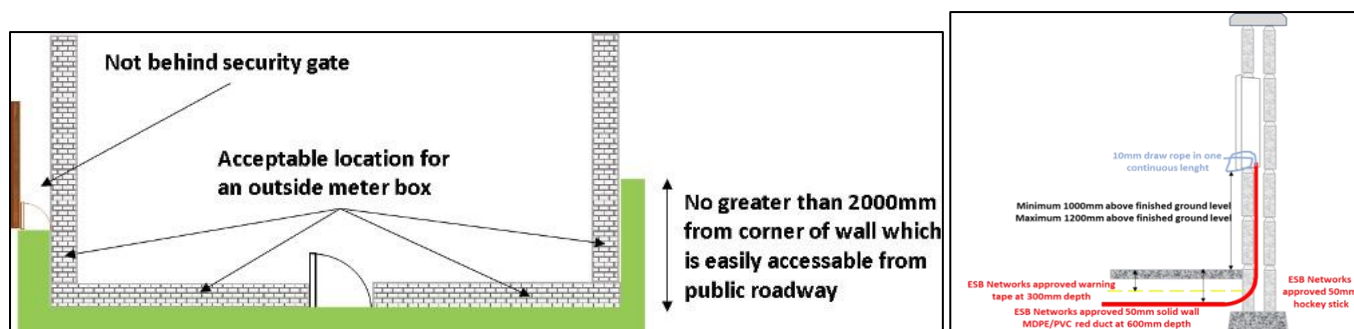 Not behind security gate
Acceptable location for
an outside meter box
No greater than 2000mm
from corner of wall which
is easily accessable from
public roadway
10mm draw rope in one
continuous lenght
Minimum 1000mm above finished ground level
Maximum 1200mm above finished ground level
ESB Networks approved warning
tape at 300mm depth
ESB Networks approved 50mm solid wall
MDPE/PVC red duct at 600mm depth
ESB Networks
approved 50mm
hockey stick